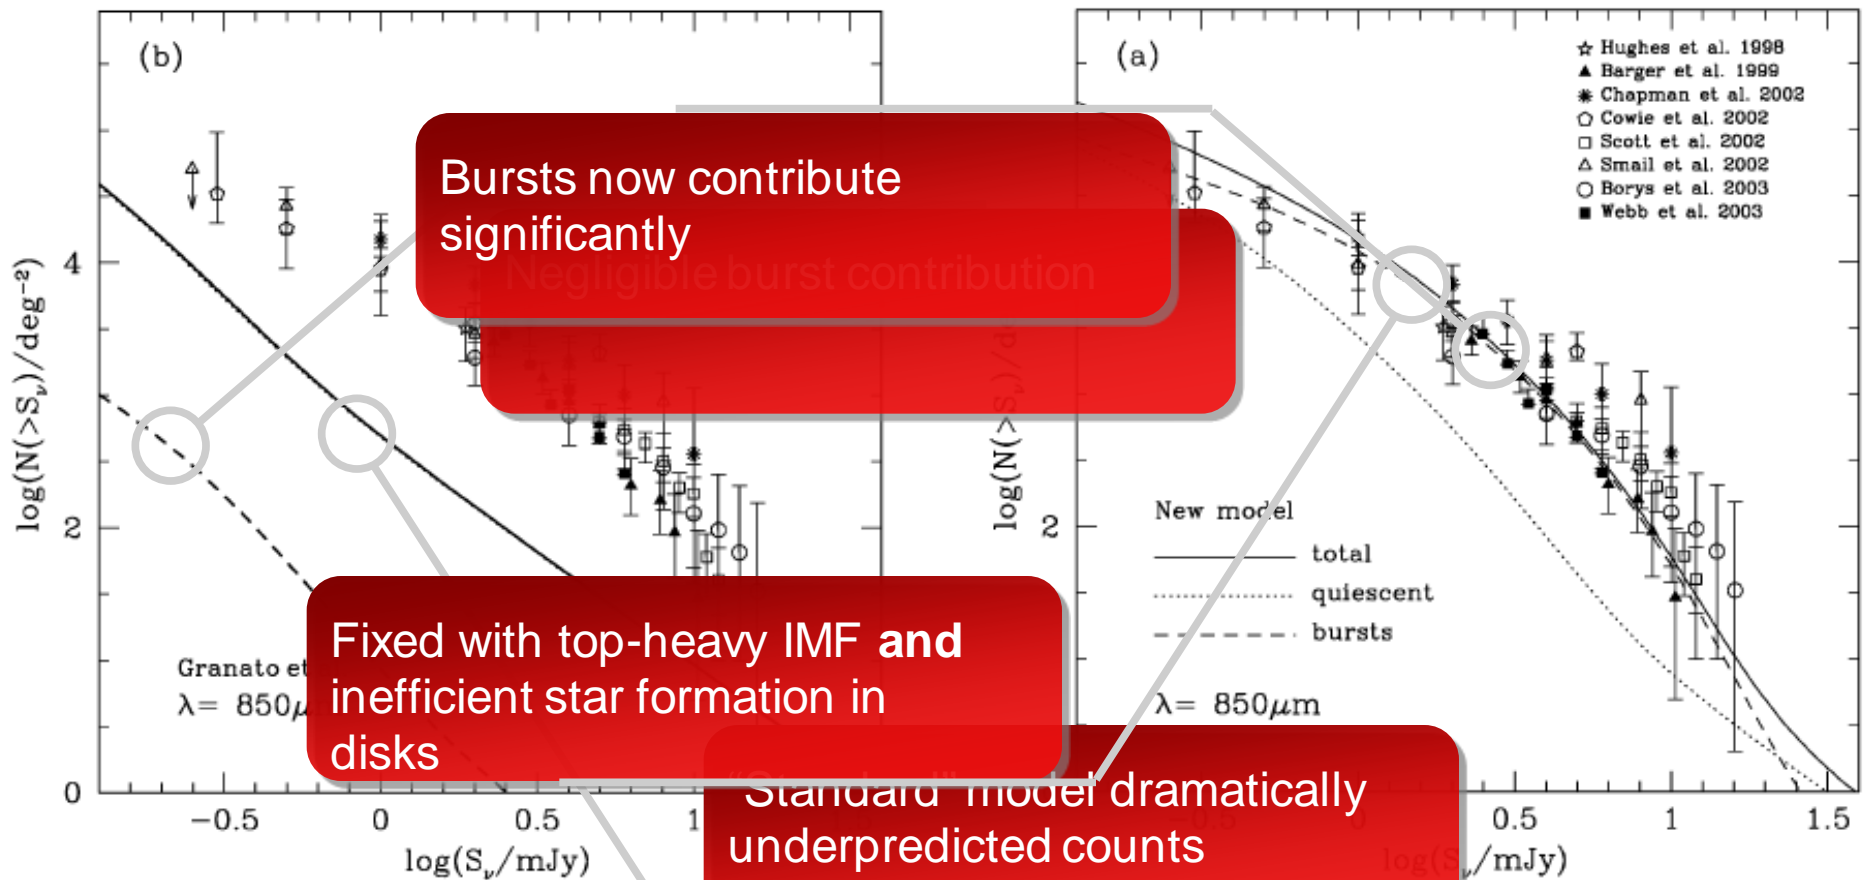 (b)
(a)
Hughes et al. 1998
Barger et al. 1999
Chapman et al. 2002
Cowie et al. 2002
Scott et al. 2002
Smail et al. 2002
Borys et al. 2003
Webb et al. 2003
Bursts now contribute
significantly
Negligible burst contribution
log(N(>S_ν)/deg⁻²)
4
2
0
log(N(>S_ν)/d
2
New model
total
quiescent
bursts
λ= 850μm
Granato et
λ= 850μ
Fixed with top-heavy IMF and
inefficient star formation in
disks
"Standard" model dramatically
underpredicted counts
−0.5 0 0.5 1
log(S_ν/mJy)
−0.5 0 0.5 1 1.5
log(S_ν/mJy)